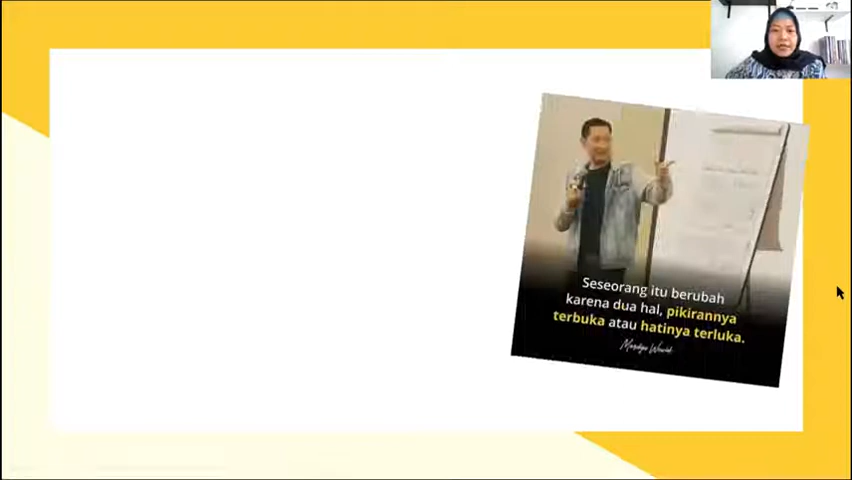 Seseorang itu berubah
karena dua hal, pikirannya
terbuka atau hatinya terluka.